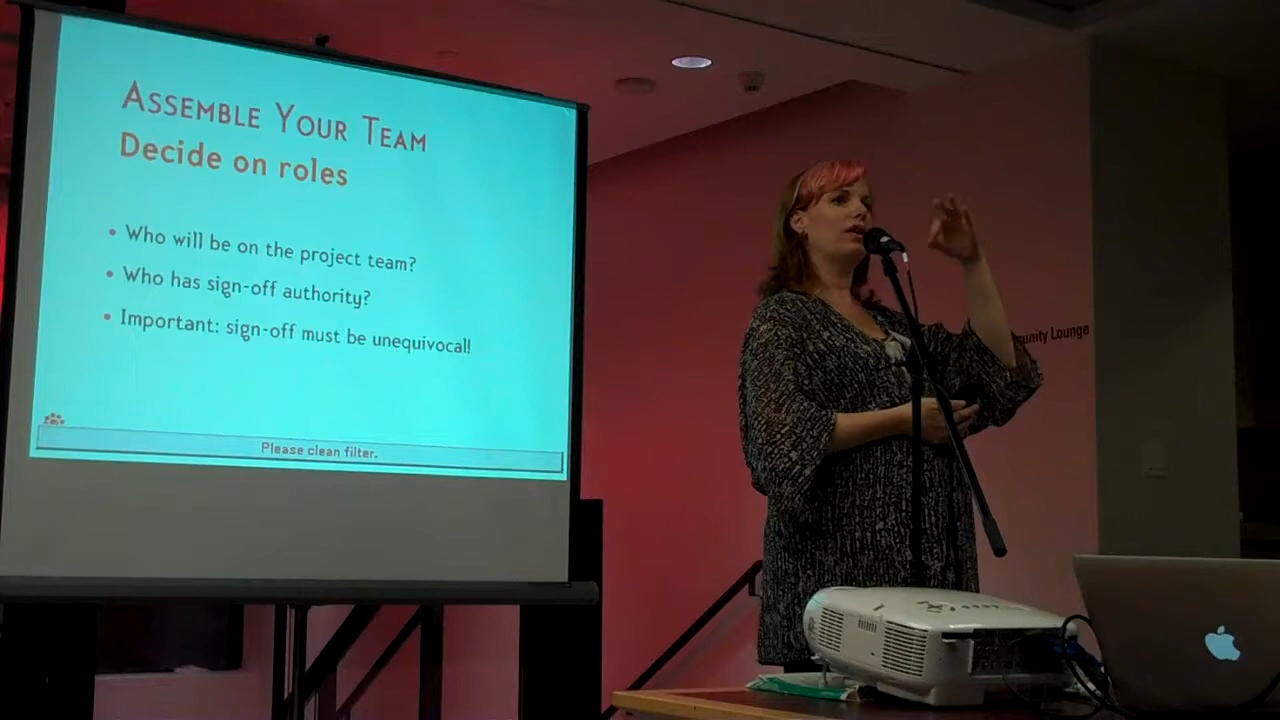 ASSEMBLE YOUR TEAM
Decide on roles
• Who will be on the project team?
• Who has sign-off authority?
• Important: sign-off must be unequivocal!
Please clean filter.
unity Lounge